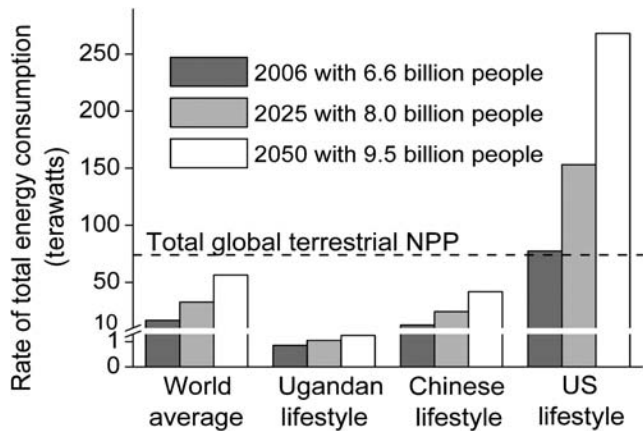 Rate of total energy consumption
(terawatts)
250
200
150
100
50
10
1
0
2006 with 6.6 billion people
2025 with 8.0 billion people
2050 with 9.5 billion people
Total global terrestrial NPP
World average
Ugandan lifestyle
Chinese lifestyle
US lifestyle